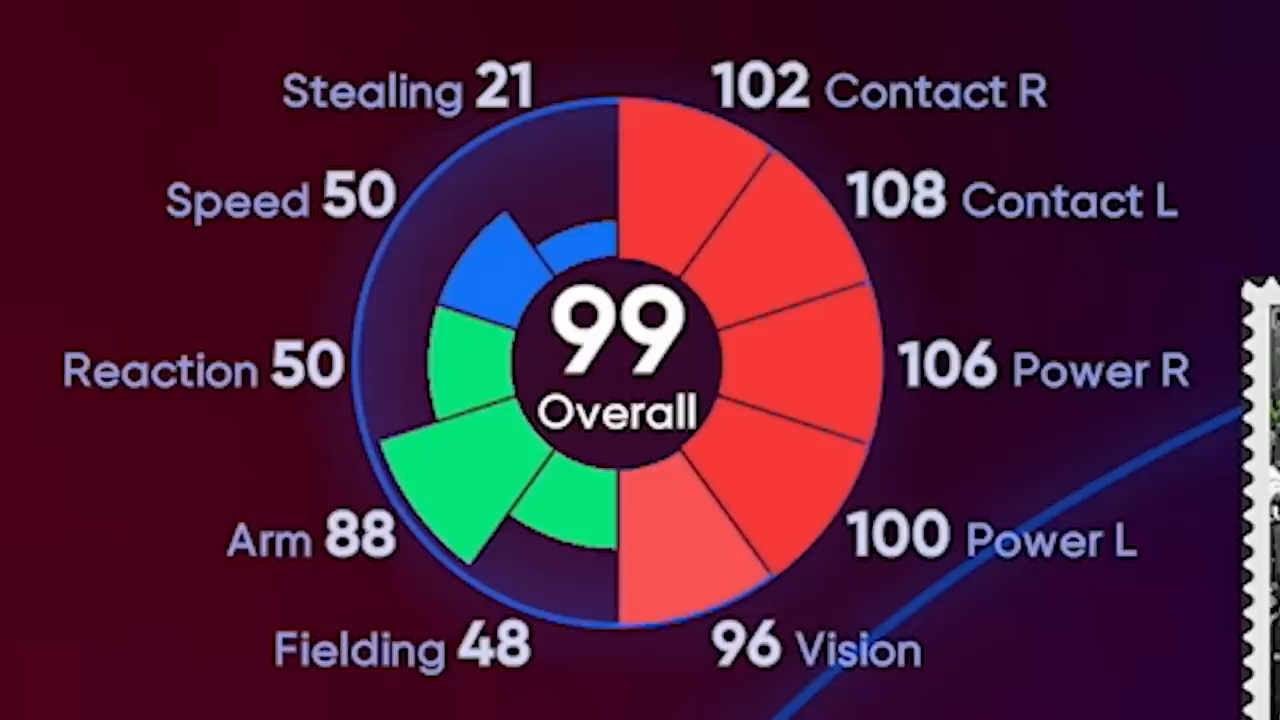 Stealing 21
102 Contact R
Speed 50
108 Contact L
99
Overall
Reaction 50
106 Power R
Arm 88
100 Power L
Fielding 48
96 Vision